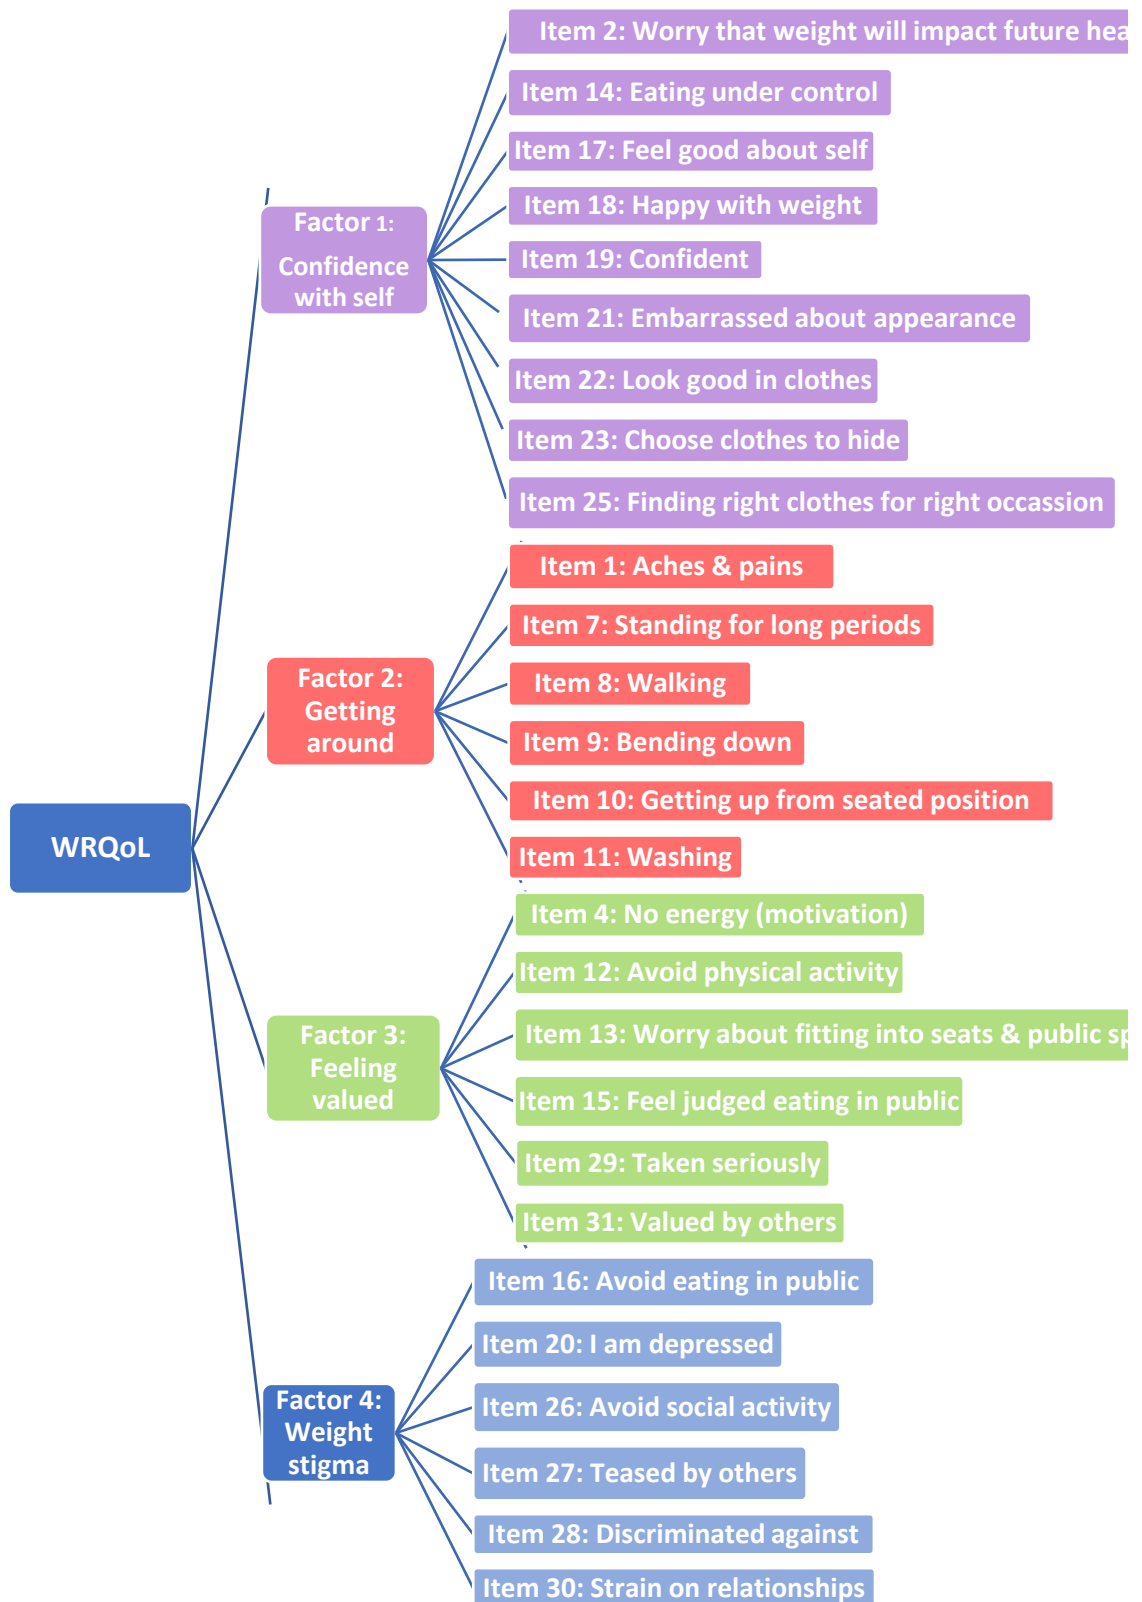 Item 2: Worry that weight will impact future
Item 14: Eating under control
Item 17: Feel good about self
Item 18: Happy with weight
Item 19: Confident
Item 21: Embarrassed about appearance
Item 22: Look good in clothes
Item 23: Choose clothes to hide
Item 25: Finding right clothes for right occassion
Factor 1:
Confidence
with self
Item 1: Aches & pains
Item 7: Standing for long periods
Item 8: Walking
Item 9: Bending down
Item 10: Getting up from seated position
Item 11: Washing
Factor 2:
Getting
around
WRQoL
Item 4: No energy (motivation)
Item 12: Avoid physical activity
Item 13: Worry about fitting into seats & public
Item 15: Feel judged eating in public
Item 29: Taken seriously
Item 31: Valued by others
Factor 3:
Feeling
valued
Item 16: Avoid eating in public
Item 20: I am depressed
Item 26: Avoid social activity
Item 27: Teased by others
Item 28: Discriminated against
Item 30: Strain on relationships
Factor 4:
Weight
stigma